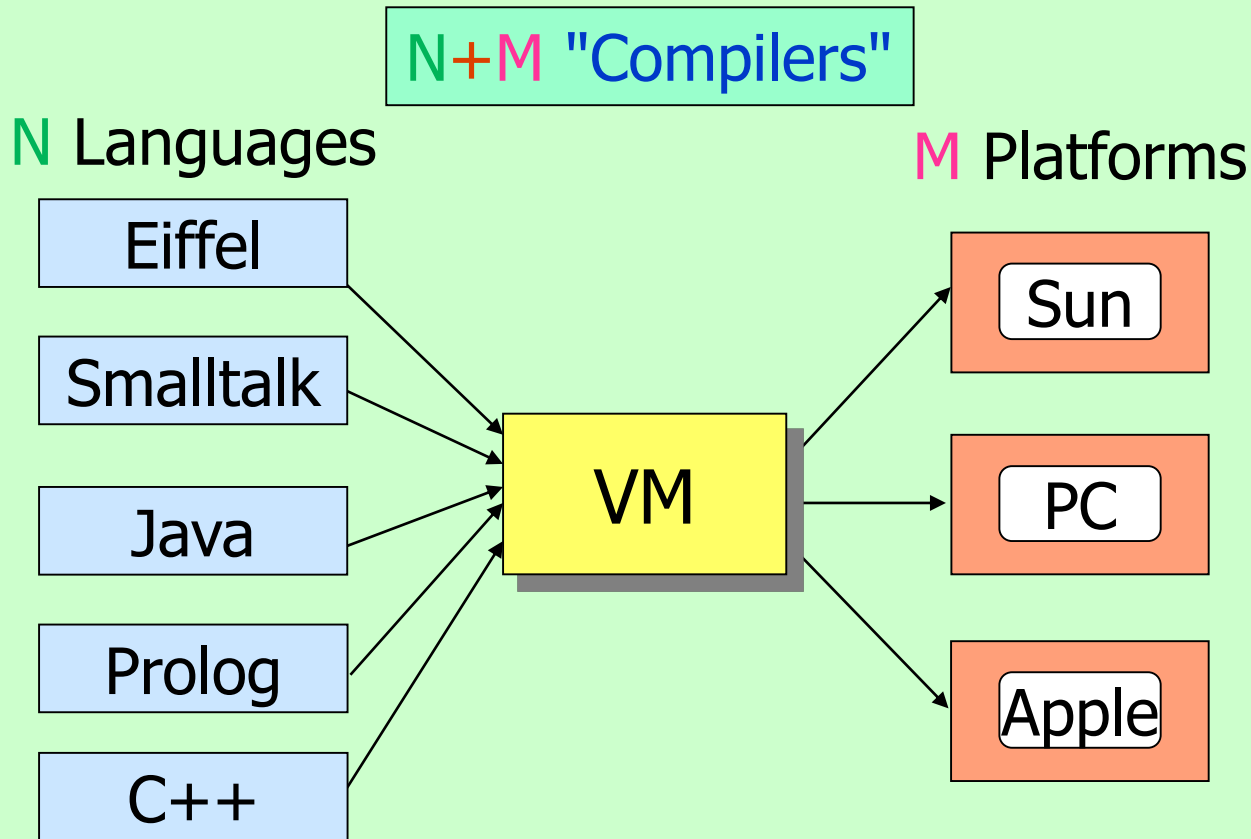 N+M "Compilers"
N Languages
M Platforms
Eiffel
Smalltalk
Java
Prolog
C++
VM
Sun
PC
Apple